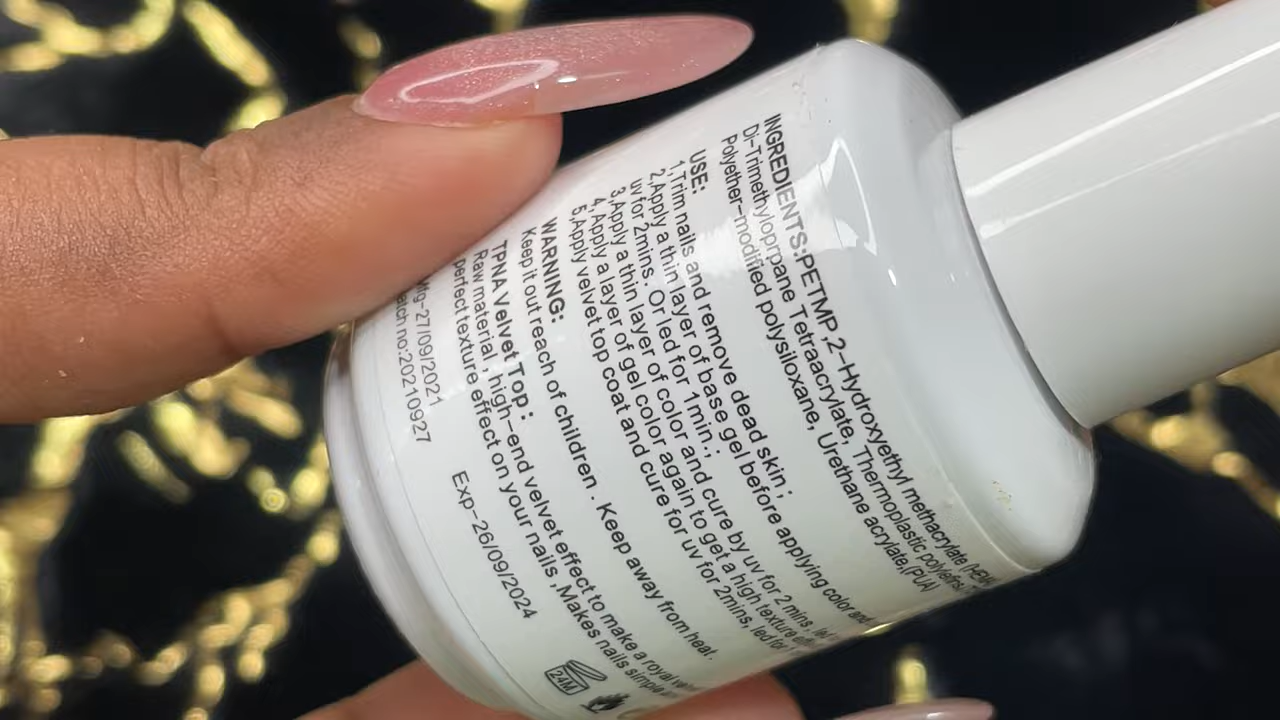 INGREDIENTS:PETMP,2-Hydroxyethyl methacrylate (HEMA
Di-Trimethyloprpane Tetraacrylate, Thermoplastic
Polyether-modified polysiloxane, Urethane acrylate,(PUA)
USE:
1,Trim nails and remove dead skin ;
2,Apply a thin layer of base gel before applying color and
uv for 2mins. Or led for 1min. ;
3,Apply a thin layer of color and cure by uv for 2 mins, led
4, Apply a layer of gel color again to get a high texture
5,Apply velvet top coat and cure for uv for 2mins, led for
WARNING:
Keep it out reach of children . Keep away from heat .
TPNA Velvet Top :
Raw material , high-end velvet effect to make a royal
perfect texture effect on your nails ,Makes nails simple
Mfg-27/09/2021 Exp-26/09/2024
Batch no:20210927
24M